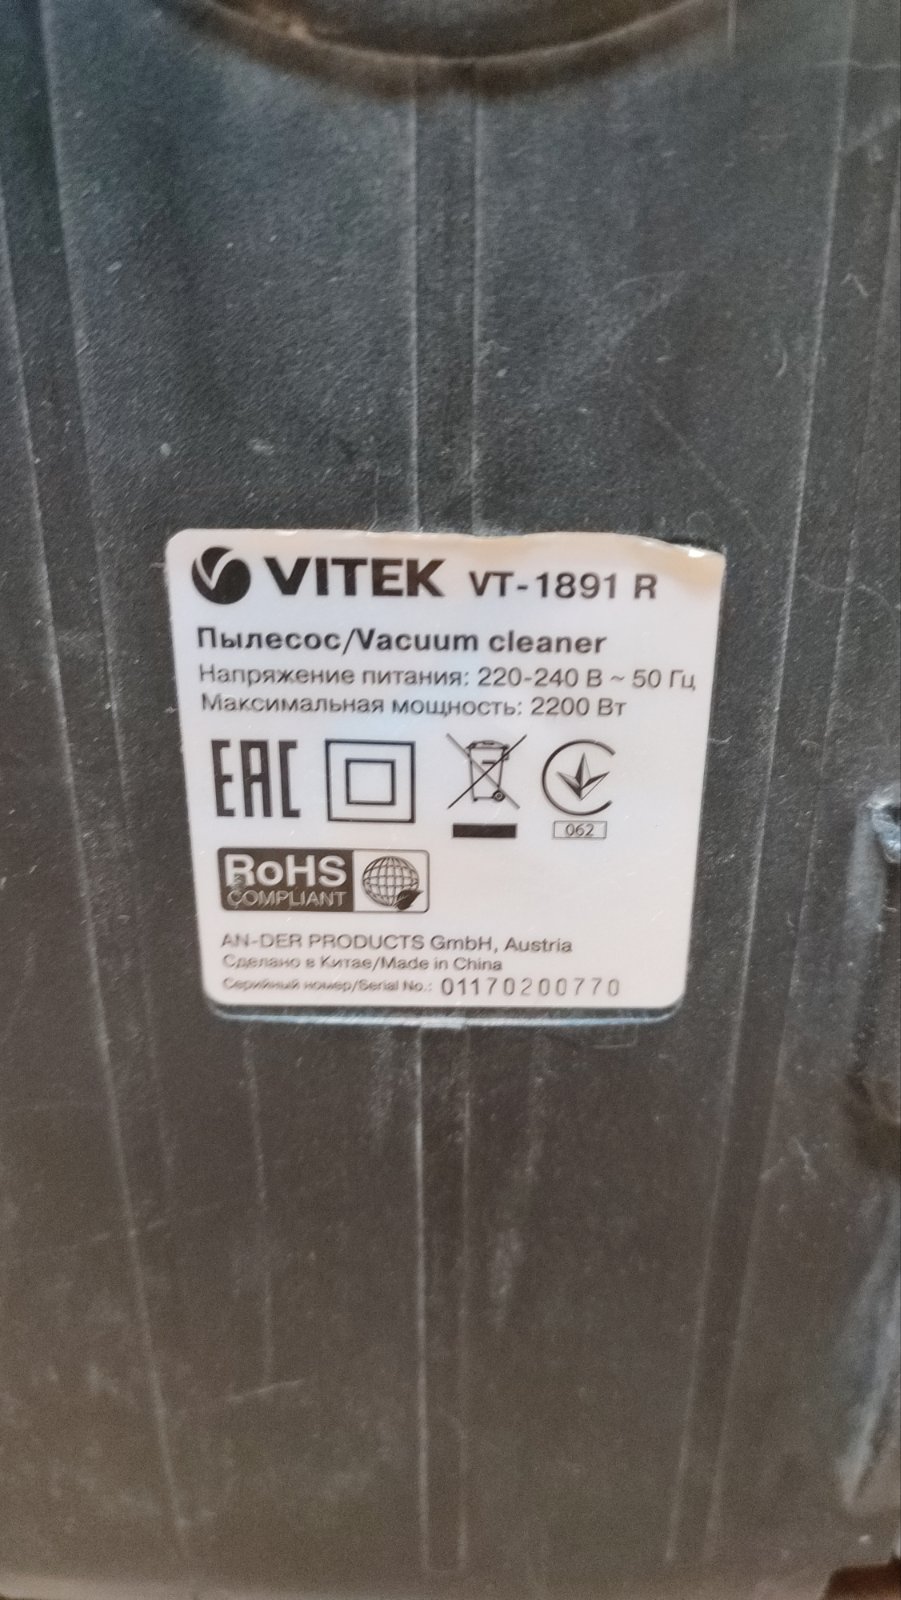 VITEK VT-1891 R
Пылесос/Vacuum cleaner
Напряжение питания: 220-240 В ~ 50 Гц
Максимальная мощность: 2200 Вт
EAC
062
RoHS
COMPLIANT
AN-DER PRODUCTS GmbH, Austria
Сделано в Китае/Made in China
Серийный номер/Serial No.: 01170200770